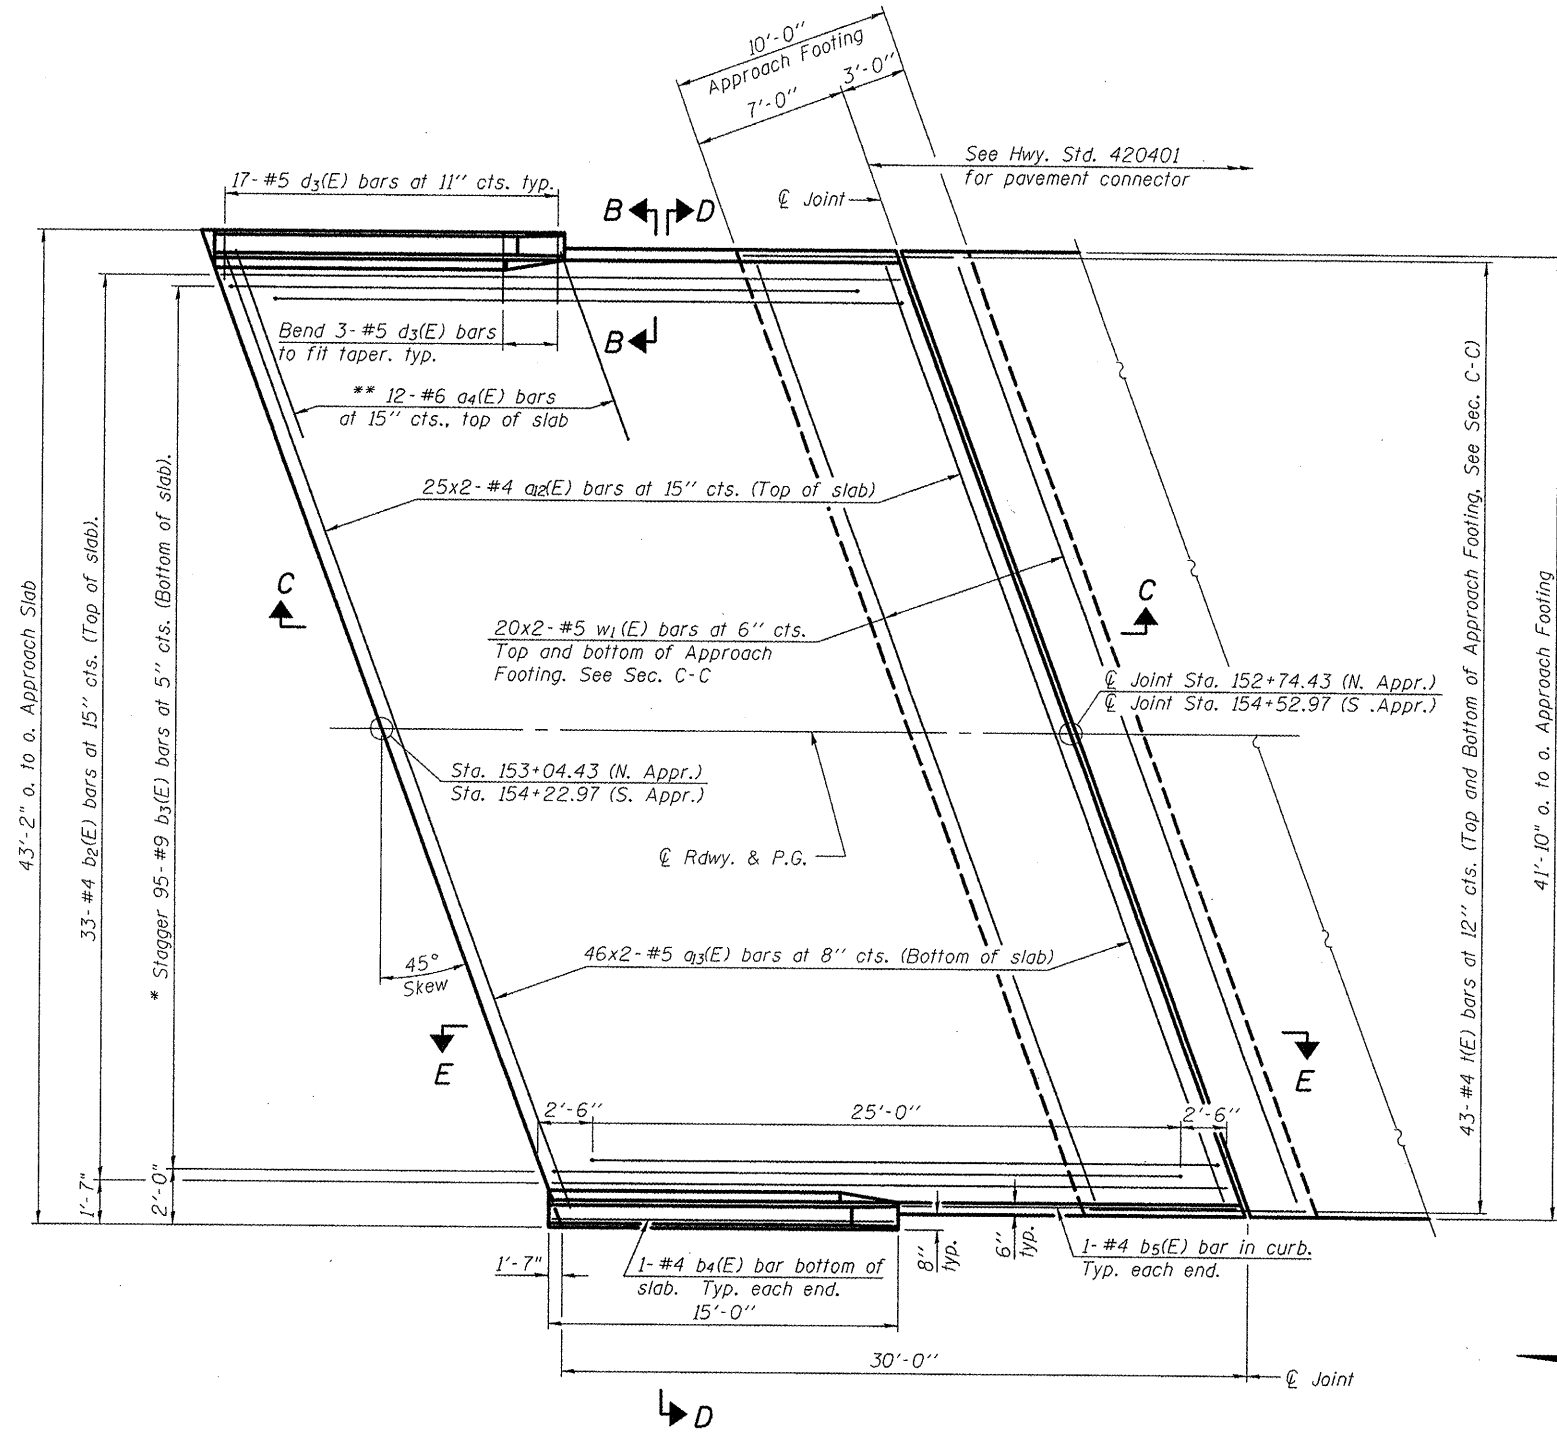 10'-0"
Approach Footing
3'-0"
7'-0"
See Hwy. Std. 420401
for pavement connector
17- #5 d3(E) bars at 11" cts. typ.
B
D
℄ Joint
Bend 3- #5 d3(E) bars
to fit taper. typ.
B
** 12- #6 a4(E) bars
at 15" cts., top of slab
25x2- #4 a12(E) bars at 15" cts. (Top of slab)
C
C
20x2- #5 w1(E) bars at 6" cts.
Top and bottom of Approach
Footing. See Sec. C-C
℄ Joint Sta. 152+74.43 (N. Appr.)
℄ Joint Sta. 154+52.97 (S .Appr.)
Sta. 153+04.43 (N. Appr.)
Sta. 154+22.97 (S. Appr.)
℄ Rdwy. & P.G.
46x2- #5 a13(E) bars at 8" cts. (Bottom of slab)
45°
Skew
E
E
2'-6"
25'-0"
2'-6"
43'-2" o. to o. Approach Slab
33- #4 b2(E) bars at 15" cts. (Top of slab).
* Stagger 95- #9 b3(E) bars at 5" cts. (Bottom of slab).
43- #4 t(E) bars at 12" cts. (Top and Bottom of Approach Footing, See Sec. C-C)
41'-10" o. to o. Approach Footing
1'-7"
2'-0"
1'-7"
1- #4 b4(E) bar bottom of
slab. Typ. each end.
8"
typ.
6"
typ.
1- #4 b5(E) bar in curb.
Typ. each end.
15'-0"
30'-0"
℄ Joint
D